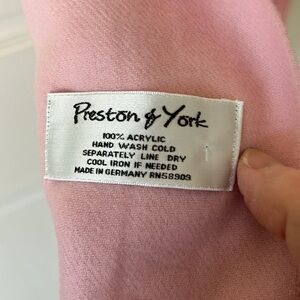 Preston & York
100% ACRYLIC
HAND WASH COLD
SEPARATELY LINE DRY
COOL IRON IF NEEDED
MADE IN GERMANY RN58909